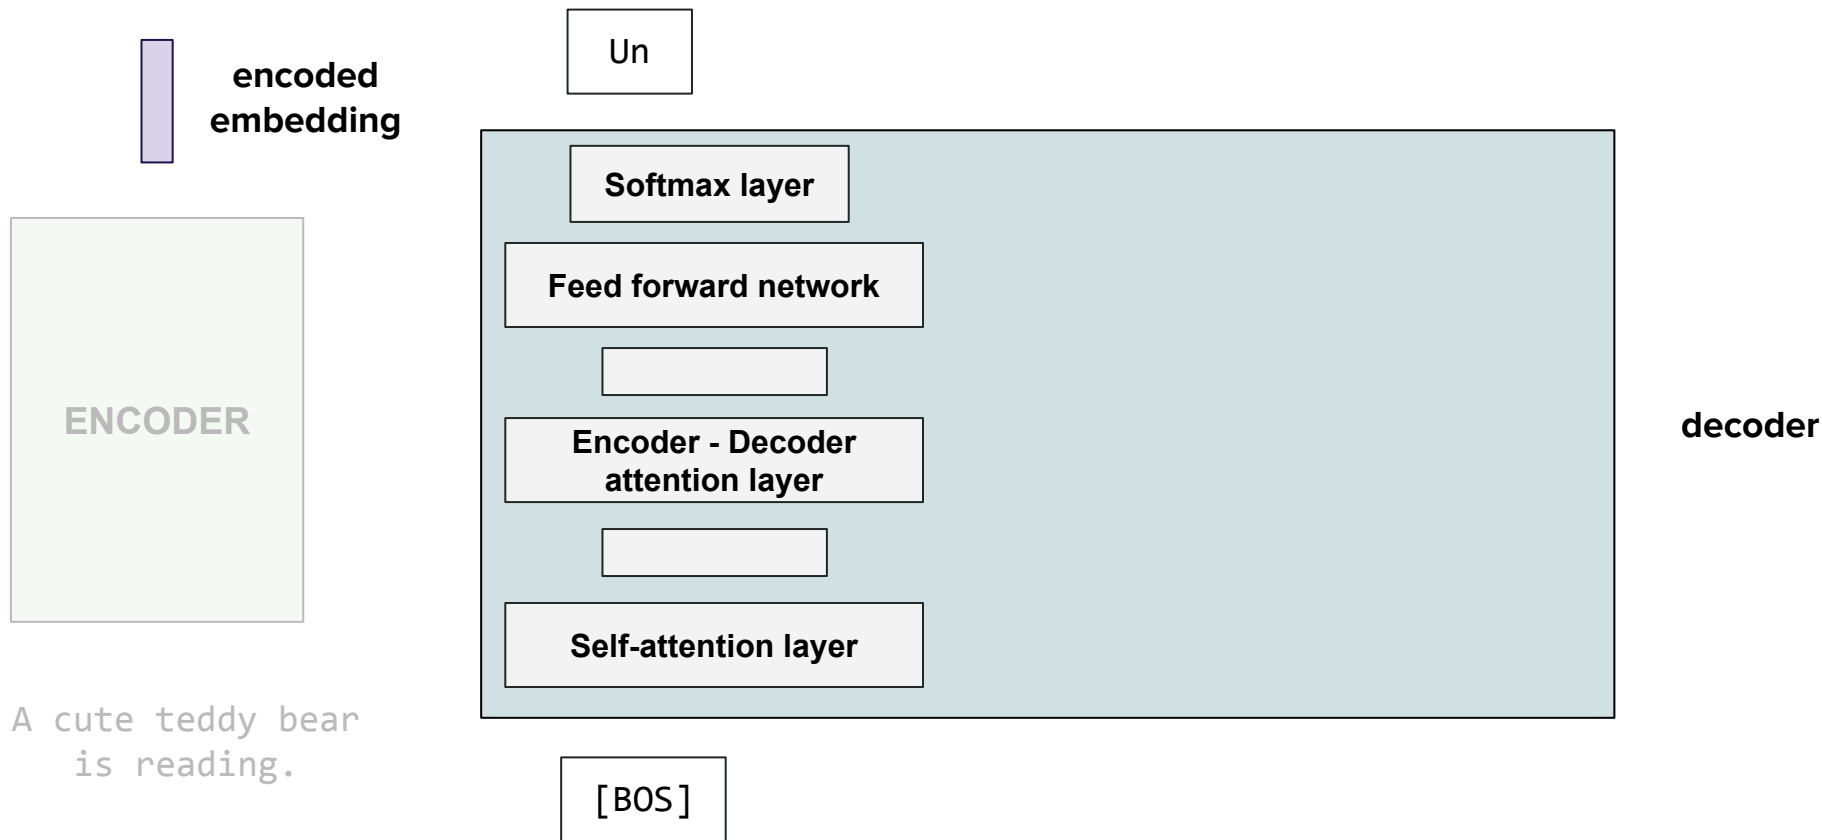 encoded
embedding
ENCODER
A cute teddy bear
is reading.
Un
Softmax layer
Feed forward network
Encoder - Decoder
attention layer
Self-attention layer
[BOS]
decoder